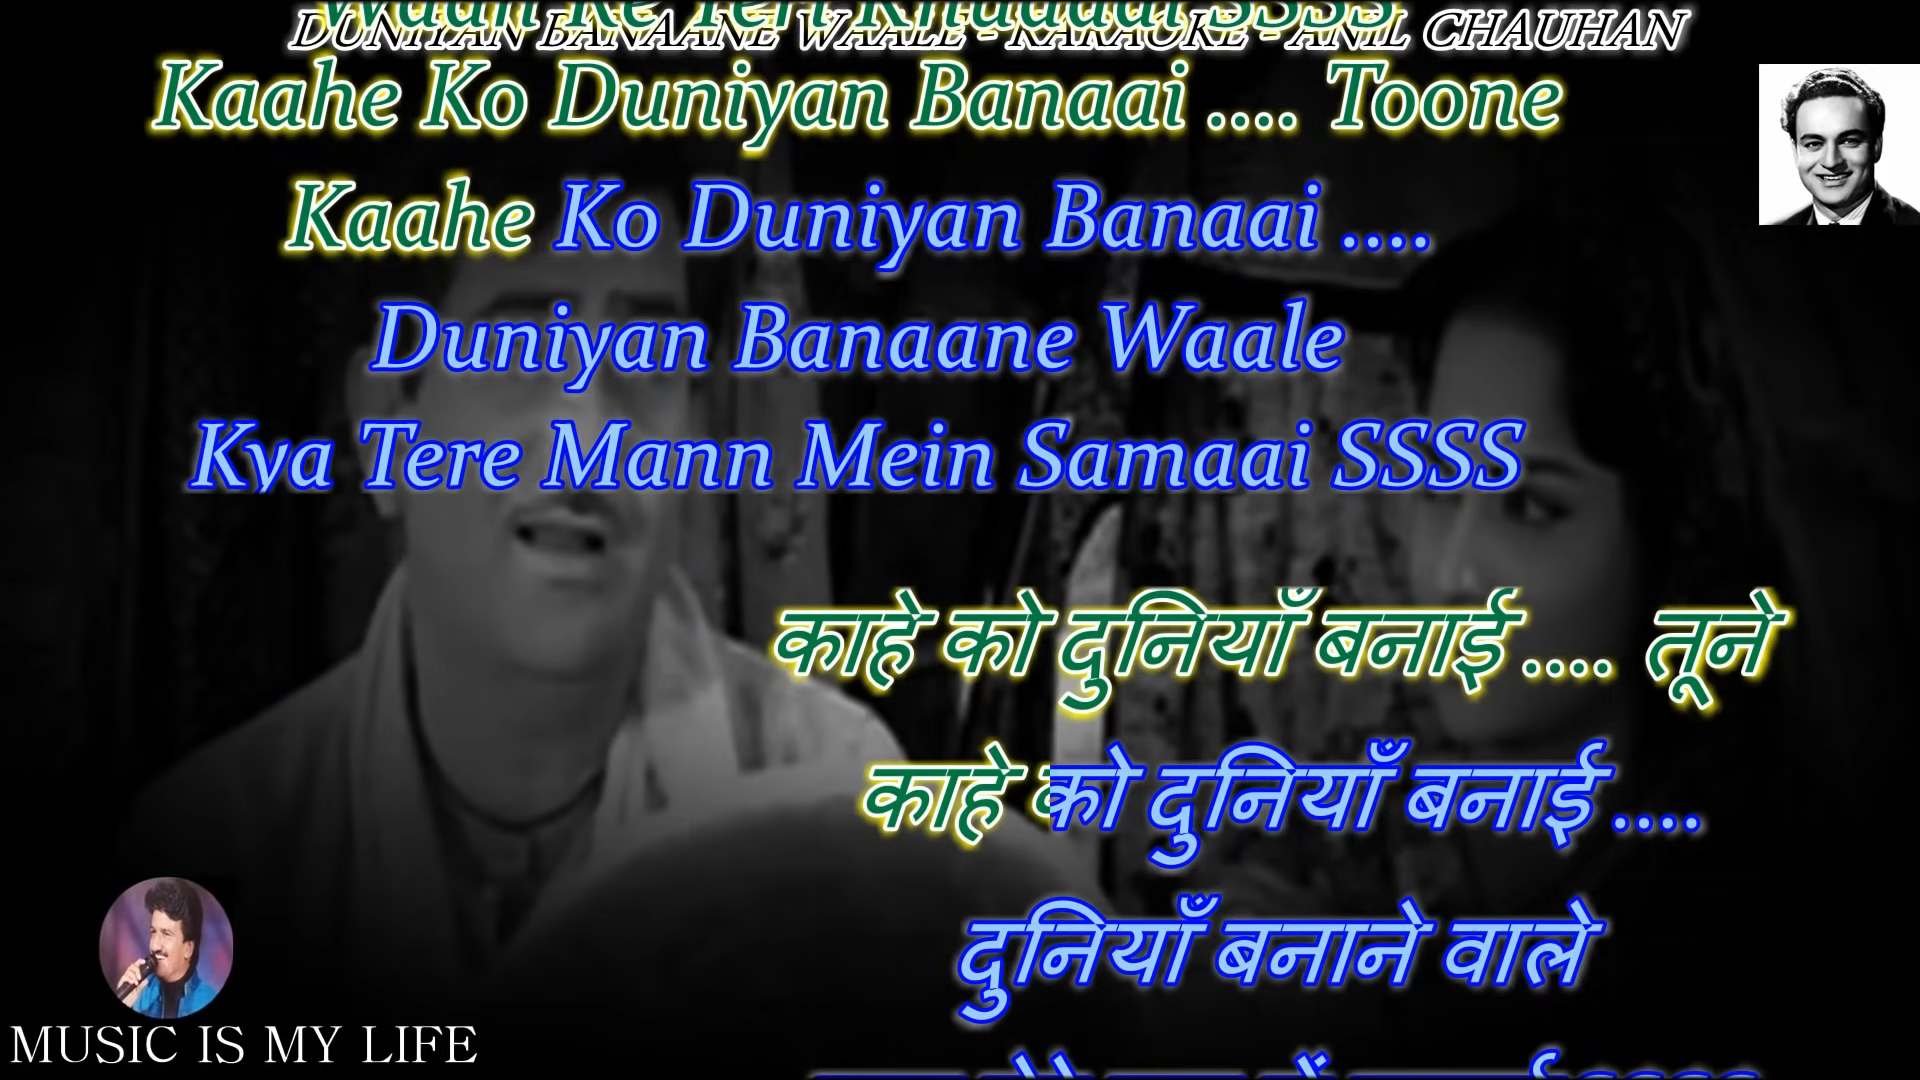 DUNIYAN BANAANE WAALE - KARAOKE - ANIL CHAUHAN
Kaahe Ko Duniyan Banaai .... Toone
Kaahe Ko Duniyan Banaai ....
Duniyan Banaane Waale
Kya Tere Mann Mein Samaai SSSS
काहे को दुनियाँ बनाई .... तूने
काहे को दुनियाँ बनाई ....
दुनियाँ बनाने वाले
MUSIC IS MY LIFE